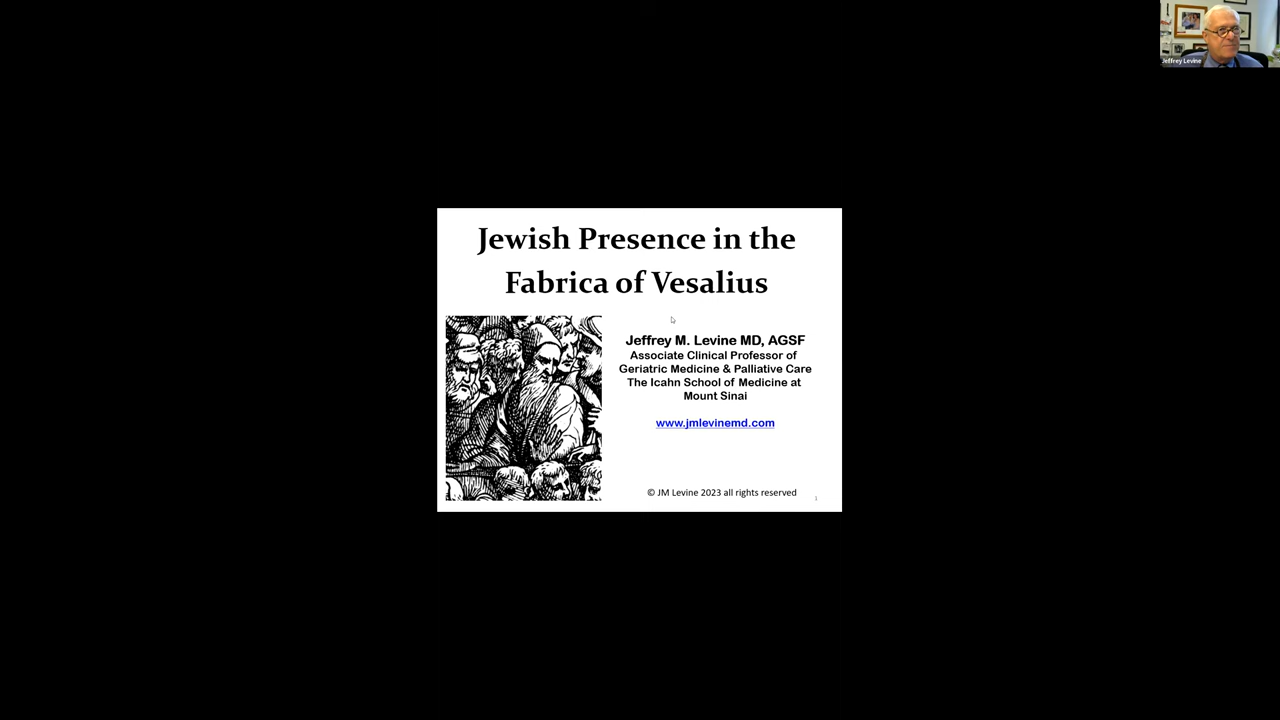 Jeffrey Levine
Jewish Presence in the
Fabrica of Vesalius
Jeffrey M. Levine MD, AGSF
Associate Clinical Professor of
Geriatric Medicine & Palliative Care
The Icahn School of Medicine at
Mount Sinai
www.jmlevinemd.com
© JM Levine 2023 all rights reserved
1